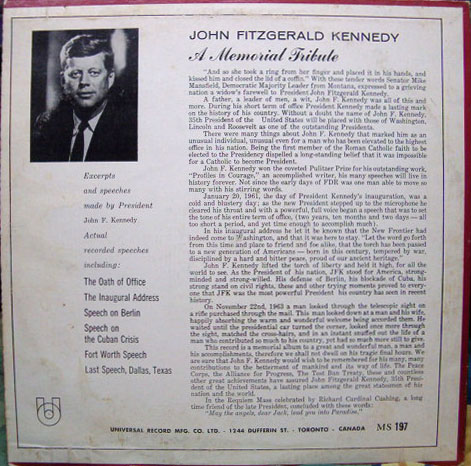 JOHN FITZGERALD KENNEDY
A Memorial Tribute
"And so she took a ring from her finger and placed it in his hands, and
kissed him and closed the lid of a coffin." With these tender words Senator Mike
Mansfield, Democratic Majority Leader from Montana, expressed to a grieving
nation a widow's farewell to President John Fitzgerald Kennedy.
A father, a leader of men, a wit, John F. Kennedy was all of this and
more. During his short term of office President Kennedy made a lasting mark
on the history of his country. Without a doubt the name of John F. Kennedy,
35th President of the United States will be placed with those of Washington,
Lincoln and Roosevelt as one of the outstanding Presidents.
There were many things about John F. Kennedy that marked him as an
unusual individual, unusual even for a man who has been elevated to the highest
office in his nation. Being the first member of the Roman Catholic faith to be
elected to the Presidency dispelled a long-standing belief that it was impossible
for a Catholic to become President.
John F. Kennedy won the coveted Pulitzer Prize for his outstanding work,
"Profiles in Courage," an accomplished writer, his many speeches will live in
history forever. Not since the early days of FDR was one man able to move so
many with his stirring words.
January 20, 1961, the day of President Kennedy's inauguration, was a
cold and blustery day; as the new President stepped up to the microphone he
cleared his throat and with a powerful, full voice began a speech that was to set
the tone of his entire term of office, (two years, ten months and two days — all
too short a period, and yet time enough to accomplish much).
In his inaugural address he let it be known that the New Frontier had
indeed come to Washington, and that it was here to stay. "Let the word go forth
from this time and place to friend and foe alike, that the torch has been passed
to a new generation of Americans — born in this century, tempered by war,
disciplined by a hard and bitter peace, proud of our ancient heritage."
John F. Kennedy lifted the torch of liberty and held it high, for all the
world to see. As the President of his nation, JFK stood for America, strong-
minded and strong-willed. His defense of Berlin, his blockade of Cuba, his
strong stand on civil rights, these and other trying moments proved to every-
one that JFK was the most powerful President his country has seen in recent
history.
On November 22nd, 1963 a man looked through the telescopic sight on
a rifle purchased through the mail. This man looked down at a man and his wife,
happily absorbing the warm and wonderful welcome being accorded them. He
waited until the presidential car turned the corner, looked once more through
the sight, matched the cross-hairs, and in an instant snuffed out the life of a
man who contributed so much to his country, yet had so much more still to give.
This record is a memorial album to a great and wonderful man, a man and
his accomplishments, therefore we shall not dwell on his tragic final hours. We
are sure that John F. Kennedy would wish to be remembered for his many, many
contributions to the betterment of mankind and its way of life. The Peace
Corps, the Alliance for Progress, The Test Ban Treaty, these and countless
other great achievements have assured John Fitzgerald Kennedy, 35th Presi-
dent of the United States, a lasting place among the great statesmen of his
nation and the world.
In the Requiem Mass celebrated by Richard Cardinal Cushing, a long
time friend of the late President, concluded with these words:
"May the angels, dear Jack, lead you into Paradise."
Excerpts
and speeches
made by President
John F. Kennedy
Actual
recorded speeches
including:
The Oath of Office
The Inaugural Address
Speech on Berlin
Speech on
the Cuban Crisis
Fort Worth Speech
Last Speech, Dallas, Texas
UNIVERSAL RECORD MFG. CO. LTD. - 1244 DUFFERIN ST. - TORONTO - CANADA MS 197